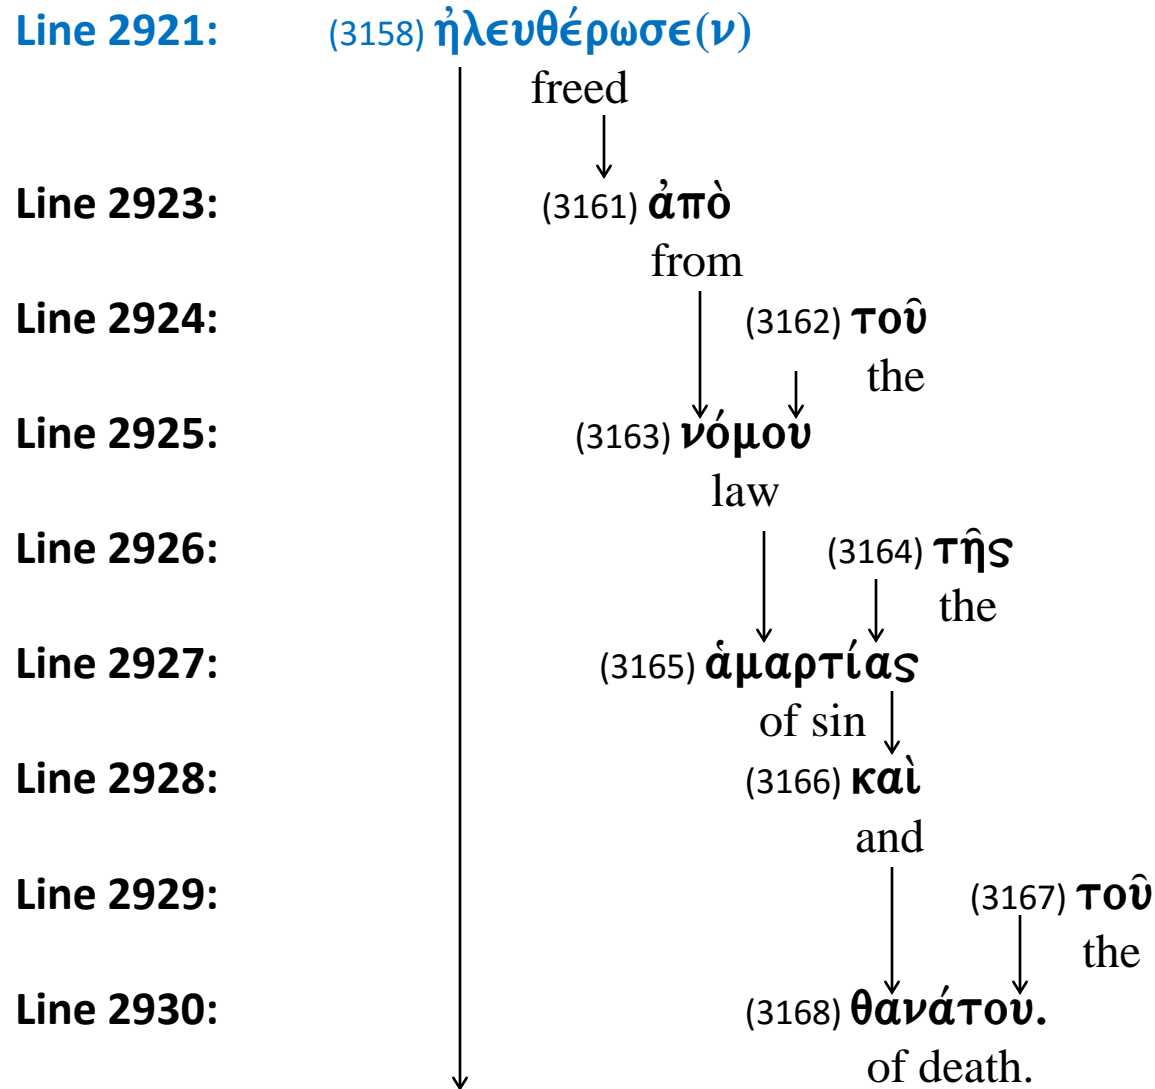 Line 2921: (3158) ἠλευθέρωσε(ν)
freed
Line 2923: (3161) ἀπὸ
from
Line 2924: (3162) τοῦ
the
Line 2925: (3163) νόμου
law
Line 2926: (3164) τῆς
the
Line 2927: (3165) ἁμαρτίας
of sin
Line 2928: (3166) καὶ
and
Line 2929: (3167) τοῦ
the
Line 2930: (3168) θανάτου.
of death.